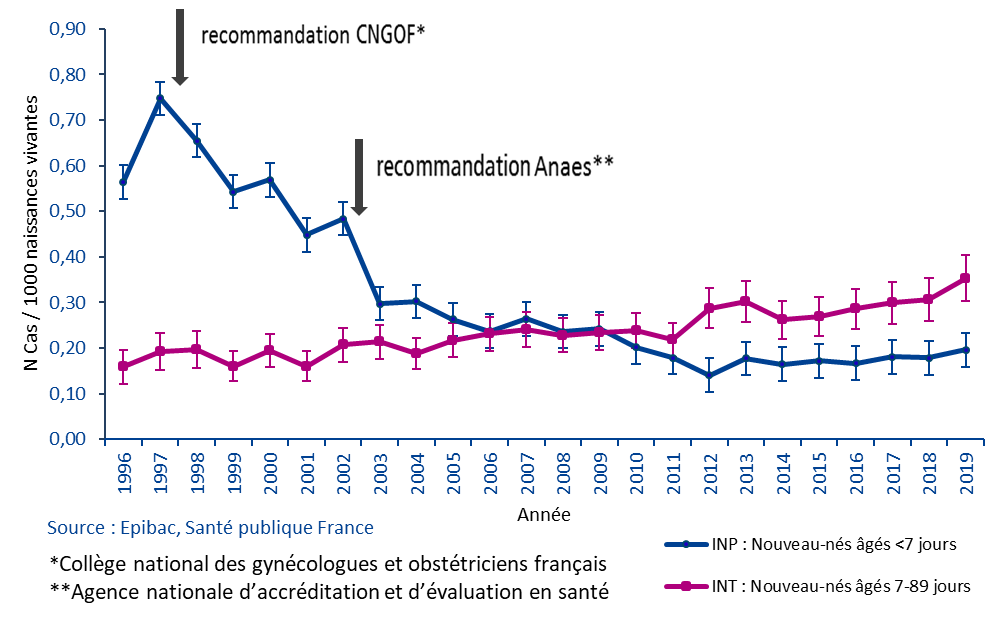 0,90
0,80
0,70
0,60
0,50
0,40
0,30
0,20
0,10
0,00
N Cas / 1000 naissances vivantes
recommandation CNGOF*
recommandation Anaes**
1996 1997 1998 1999 2000 2001 2002 2003 2004 2005 2006 2007 2008 2009 2010 2011 2012 2013 2014 2015 2016 2017 2018 2019
Année
Source : Epibac, Santé publique France
*Collège national des gynécologues et obstétriciens français
**Agence nationale d’accréditation et d’évaluation en santé
INP : Nouveau-nés âgés <7 jours
INT : Nouveau-nés âgés 7-89 jours